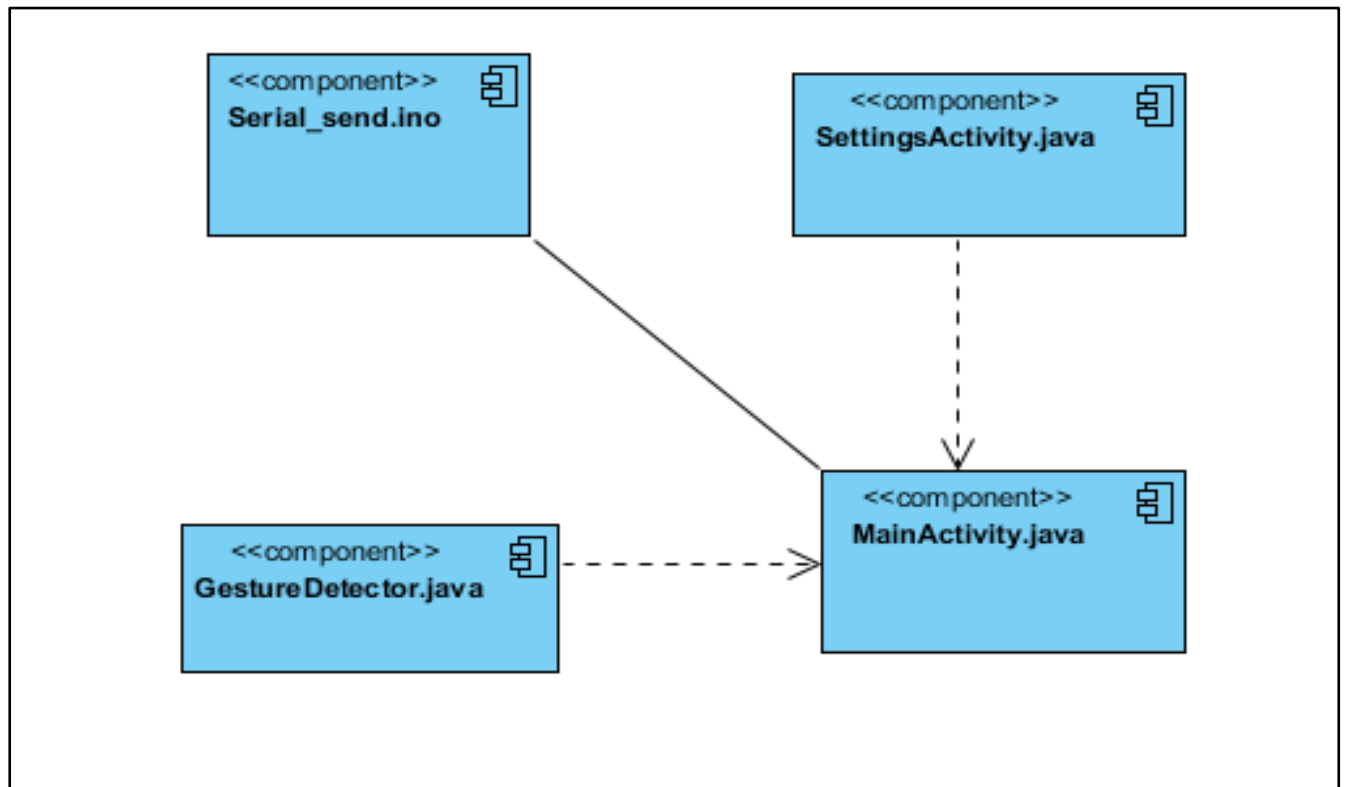 <<component>>
Serial_send.ino
<<component>>
SettingsActivity.java
<<component>>
MainActivity.java
<<component>>
GestureDetector.java